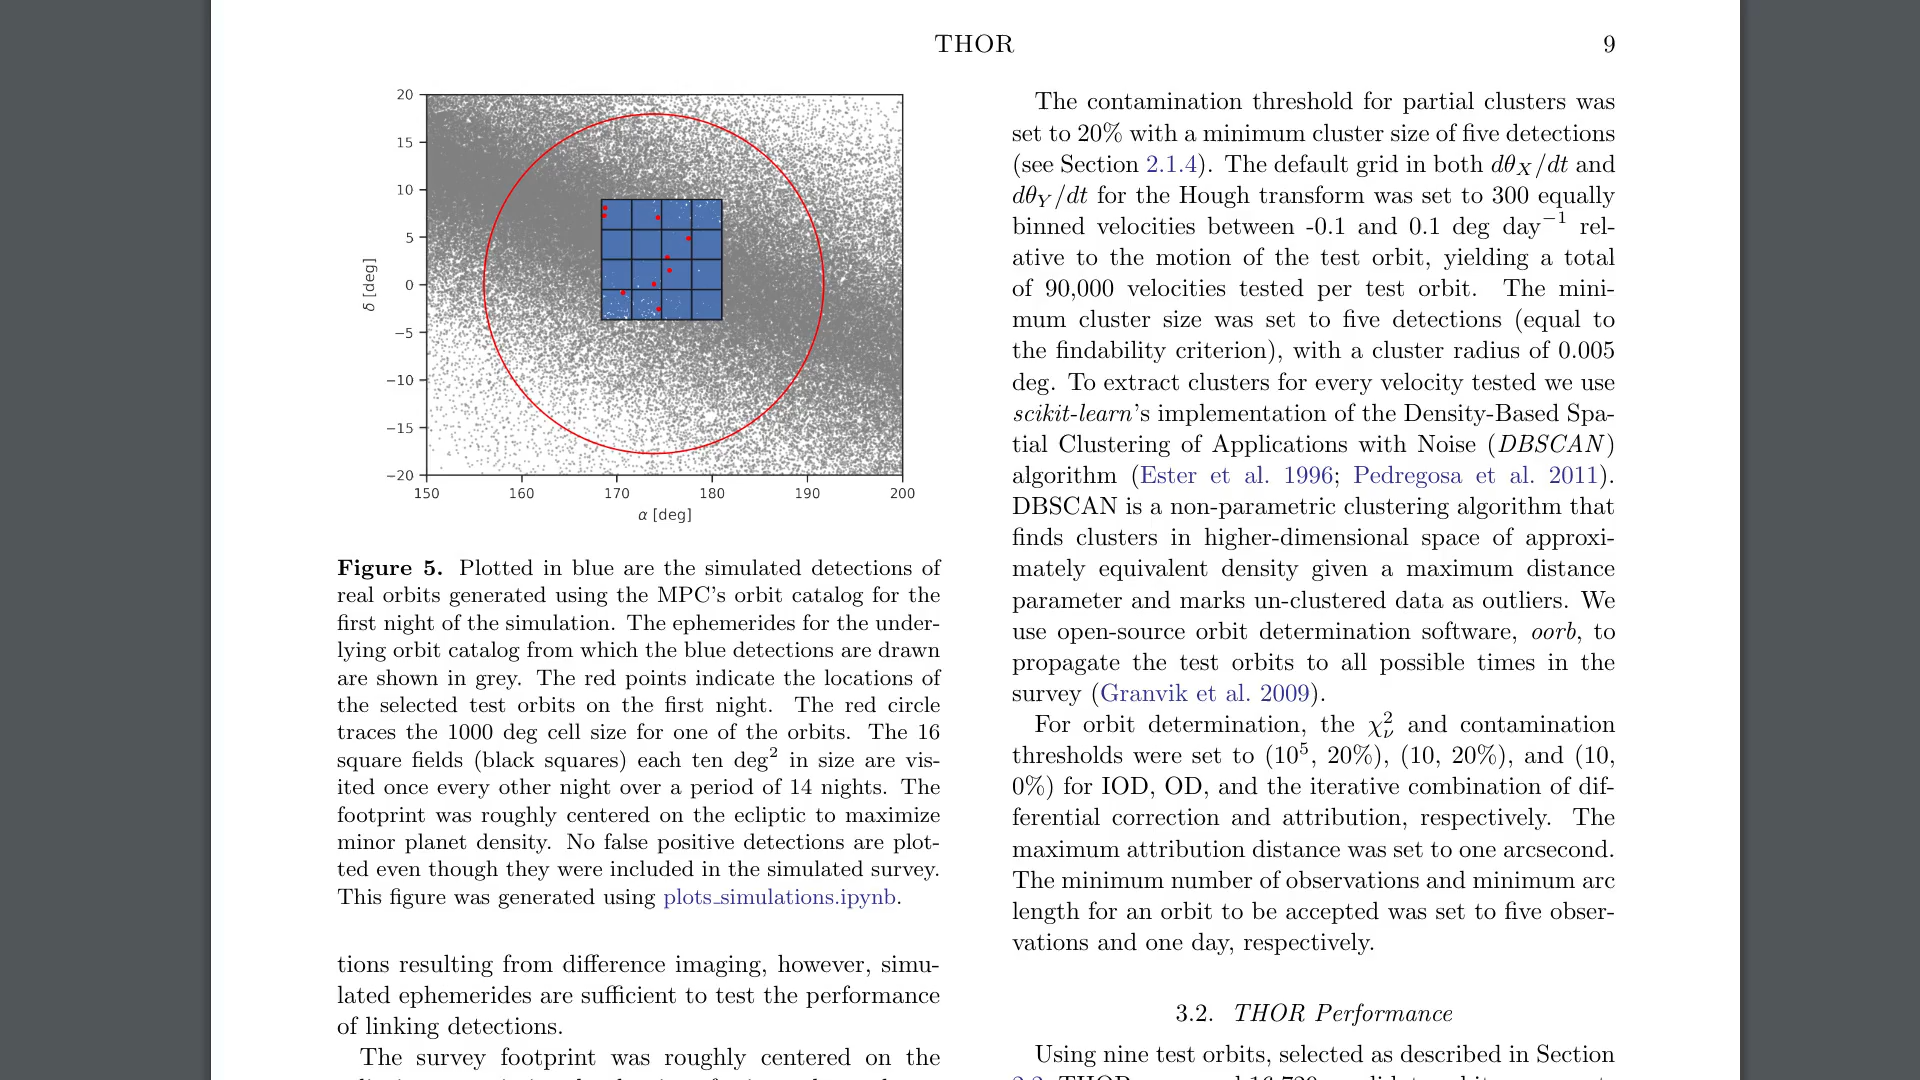 THOR
9
20
15
10
5
0
−5
−10
−15
−20
δ [deg]
150 160 170 180 190 200
α [deg]
Figure 5. Plotted in blue are the simulated detections of
real orbits generated using the MPC's orbit catalog for the
first night of the simulation. The ephemerides for the under-
lying orbit catalog from which the blue detections are drawn
are shown in grey. The red points indicate the locations of
the selected test orbits on the first night. The red circle
traces the 1000 deg cell size for one of the orbits. The 16
square fields (black squares) each ten deg² in size are vis-
ited once every other night over a period of 14 nights. The
footprint was roughly centered on the ecliptic to maximize
minor planet density. No false positive detections are plot-
ted even though they were included in the simulated survey.
This figure was generated using plots_simulations.ipynb.
tions resulting from difference imaging, however, simu-
lated ephemerides are sufficient to test the performance
of linking detections.
The survey footprint was roughly centered on the
The contamination threshold for partial clusters was
set to 20% with a minimum cluster size of five detections
(see Section 2.1.4). The default grid in both dθX/dt and
dθY/dt for the Hough transform was set to 300 equally
binned velocities between -0.1 and 0.1 deg day⁻¹ rel-
ative to the motion of the test orbit, yielding a total
of 90,000 velocities tested per test orbit. The mini-
mum cluster size was set to five detections (equal to
the findability criterion), with a cluster radius of 0.005
deg. To extract clusters for every velocity tested we use
scikit-learn's implementation of the Density-Based Spa-
tial Clustering of Applications with Noise (DBSCAN)
algorithm (Ester et al. 1996; Pedregosa et al. 2011).
DBSCAN is a non-parametric clustering algorithm that
finds clusters in higher-dimensional space of approxi-
mately equivalent density given a maximum distance
parameter and marks un-clustered data as outliers. We
use open-source orbit determination software, oorb, to
propagate the test orbits to all possible times in the
survey (Granvik et al. 2009).
For orbit determination, the χ²ν and contamination
thresholds were set to (10⁵, 20%), (10, 20%), and (10,
0%) for IOD, OD, and the iterative combination of dif-
ferential correction and attribution, respectively. The
maximum attribution distance was set to one arcsecond.
The minimum number of observations and minimum arc
length for an orbit to be accepted was set to five obser-
vations and one day, respectively.
3.2. THOR Performance
Using nine test orbits, selected as described in Section